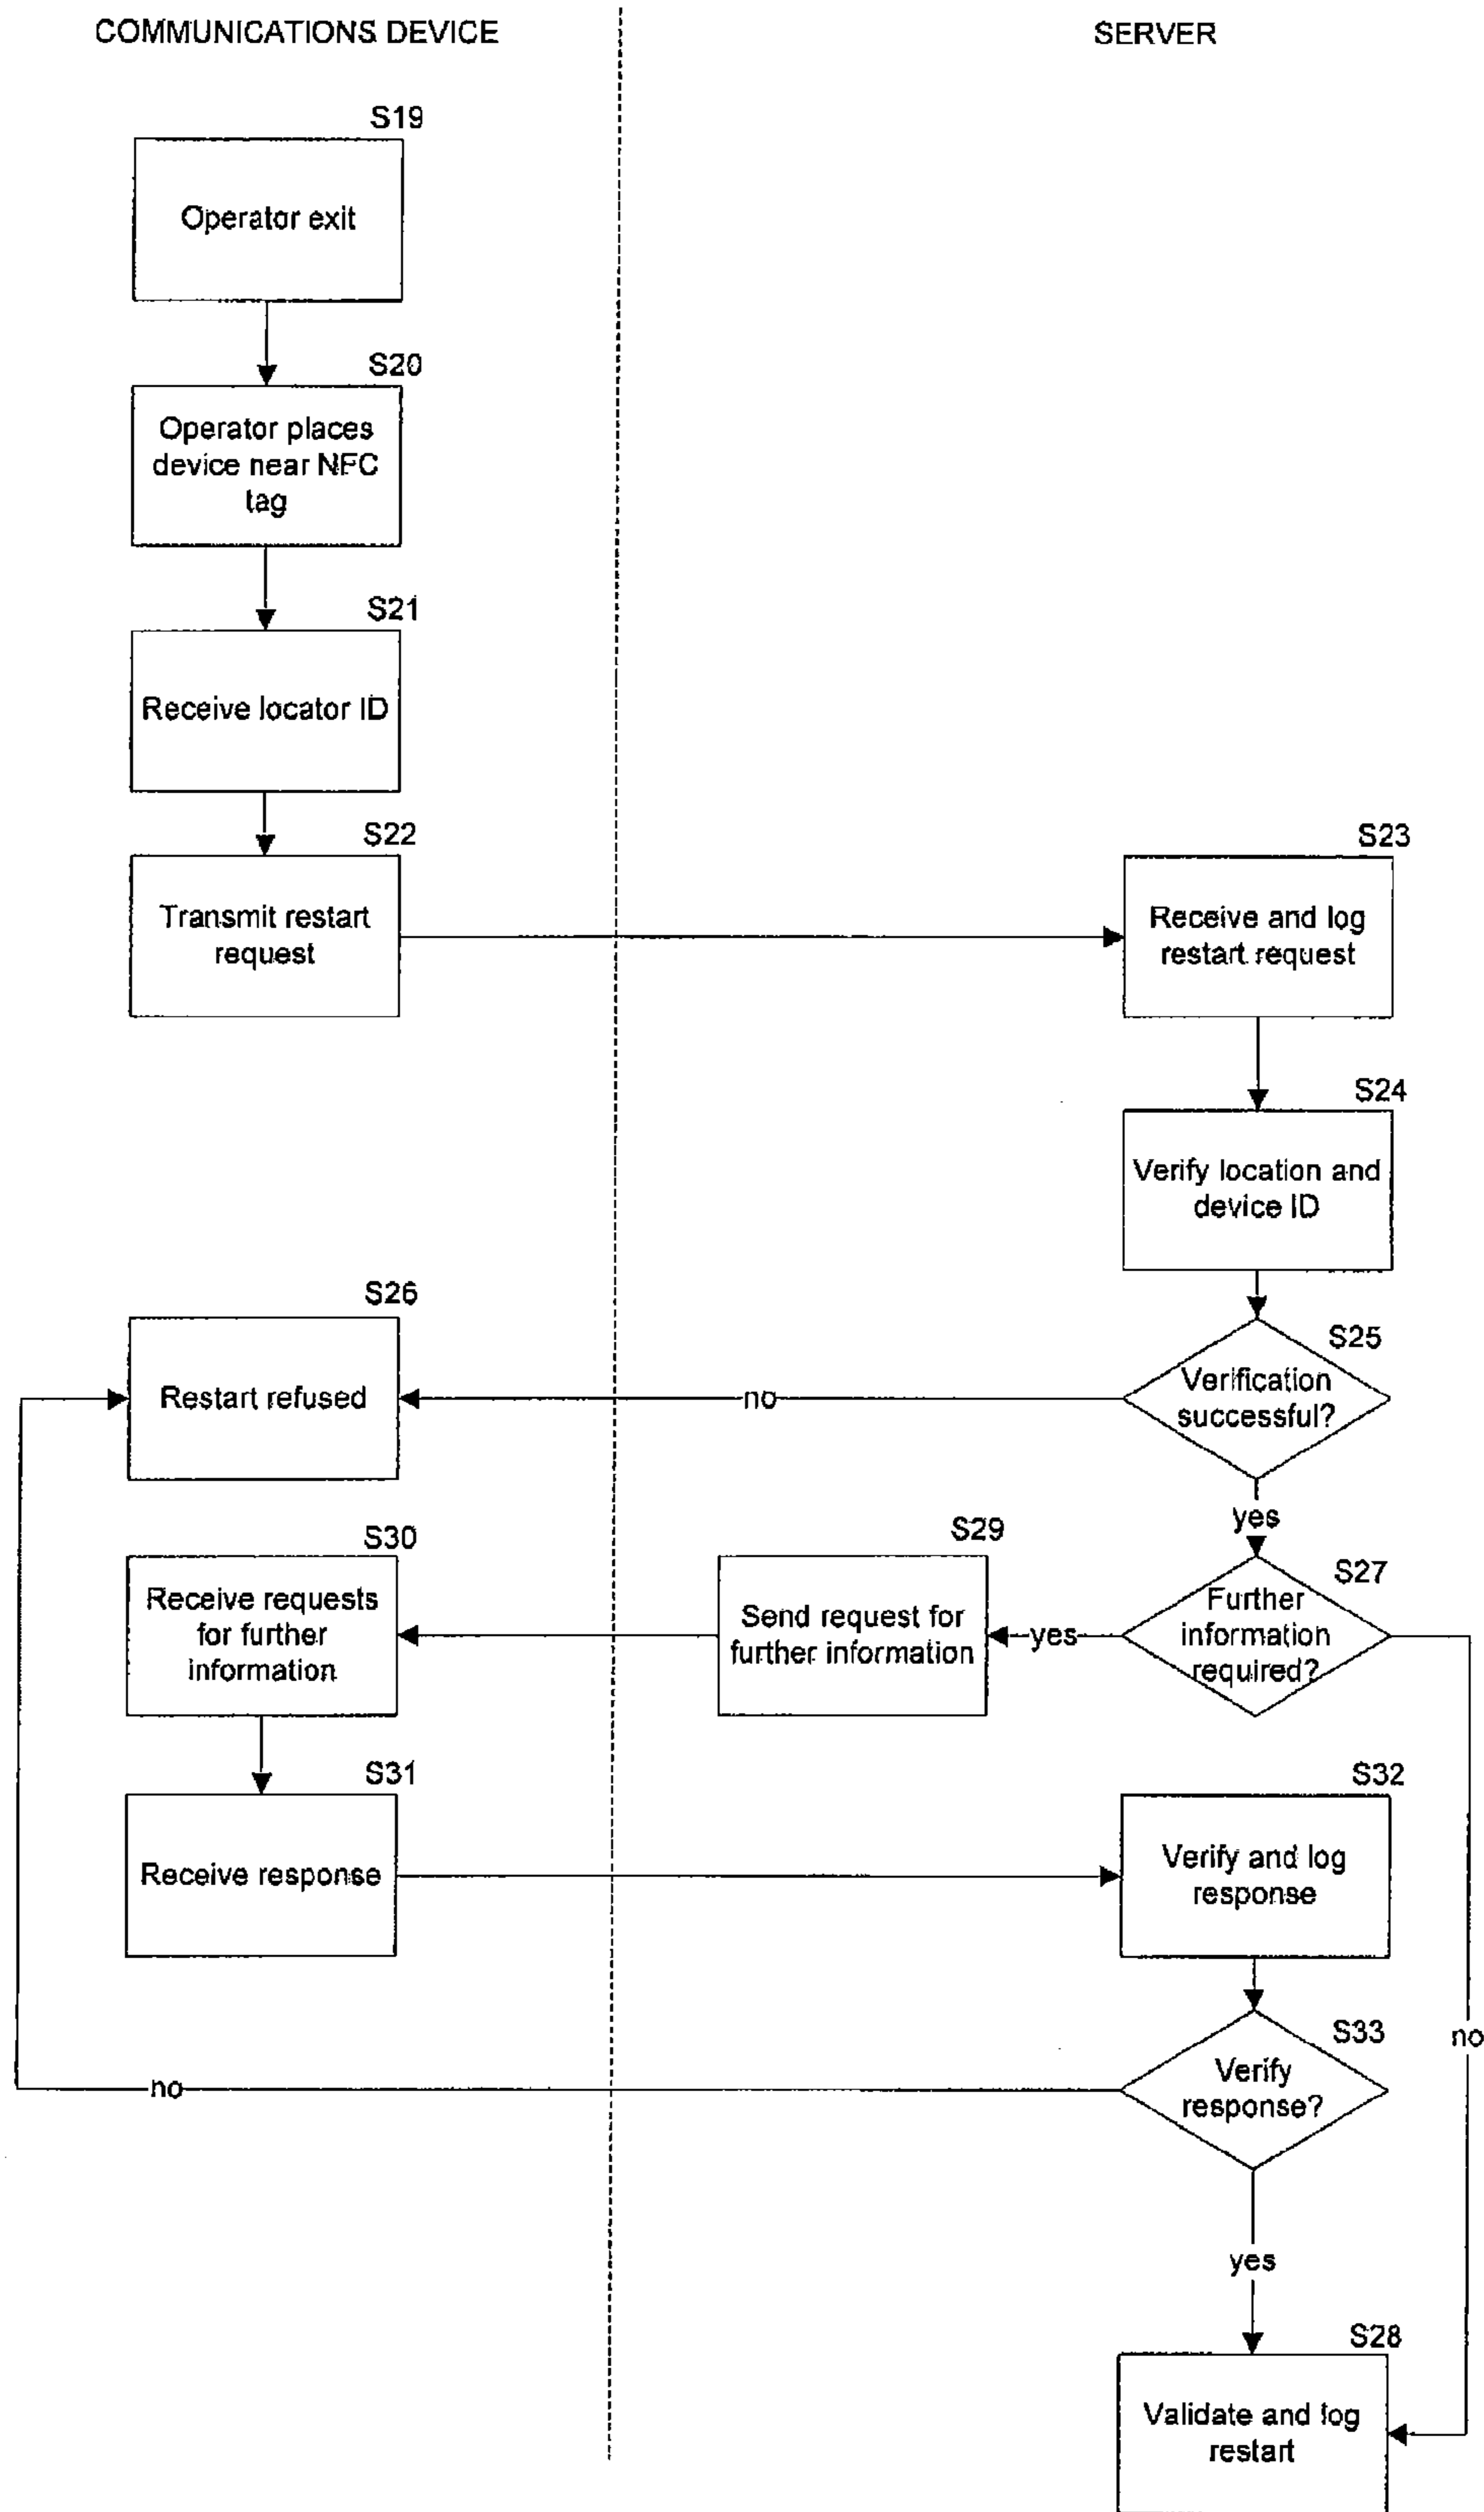 COMMUNICATIONS DEVICE
SERVER
S19
Operator exit
S20
Operator places
device near NFC
tag
S21
Receive locator ID
S22
Transmit restart
request
S23
Receive and log
restart request
S24
Verify location and
device ID
S25
Verification
successful?
no
S26
Restart refused
yes
S27
Further
information
required?
yes
S29
Send request for
further information
S30
Receive requests
for further
information
S31
Receive response
S32
Verify and log
response
no
S33
Verify
response?
no
yes
S28
Validate and log
restart